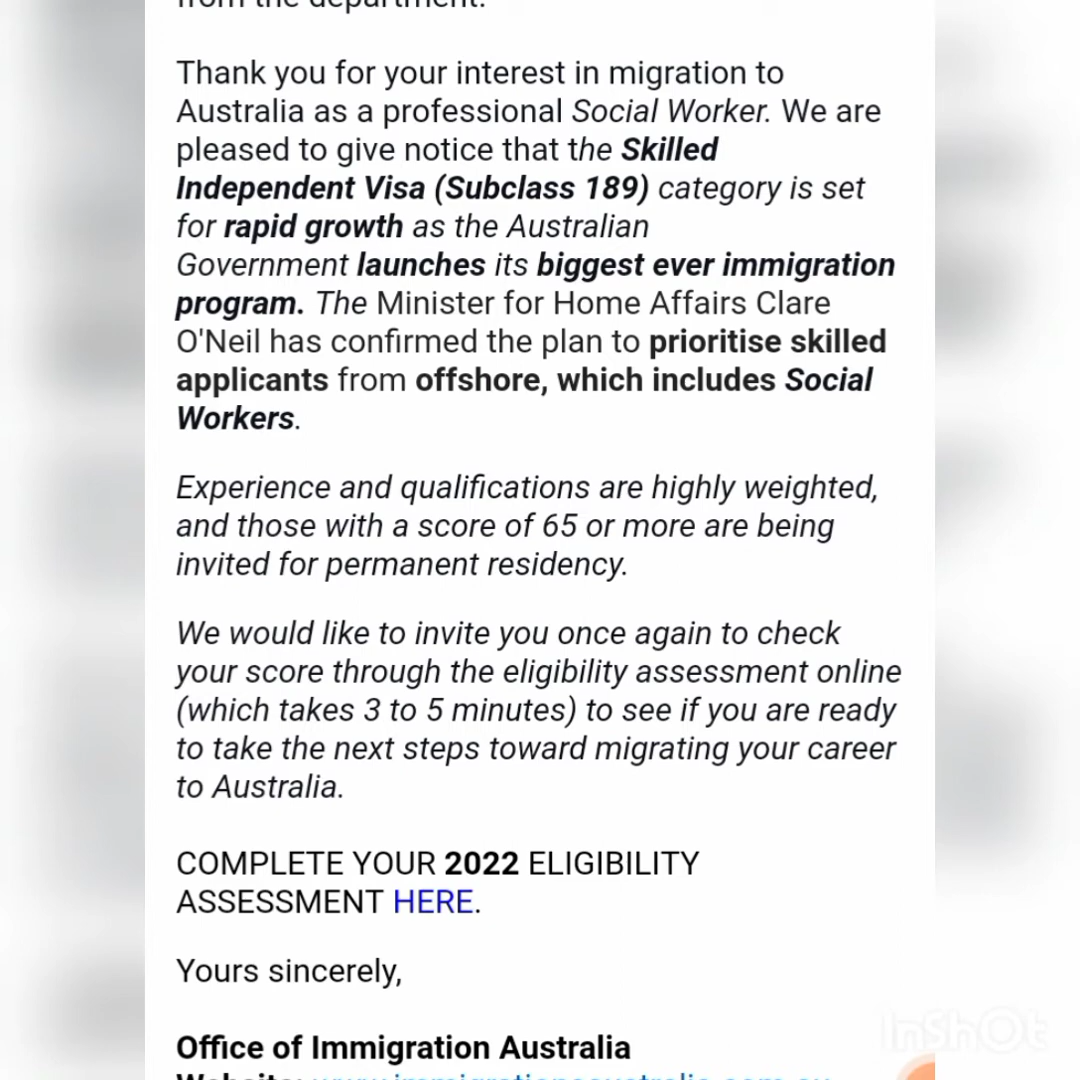 from the department.
Thank you for your interest in migration to
Australia as a professional Social Worker. We are
pleased to give notice that the Skilled
Independent Visa (Subclass 189) category is set
for rapid growth as the Australian
Government launches its biggest ever immigration
program. The Minister for Home Affairs Clare
O'Neil has confirmed the plan to prioritise skilled
applicants from offshore, which includes Social
Workers.
Experience and qualifications are highly weighted,
and those with a score of 65 or more are being
invited for permanent residency.
We would like to invite you once again to check
your score through the eligibility assessment online
(which takes 3 to 5 minutes) to see if you are ready
to take the next steps toward migrating your career
to Australia.
COMPLETE YOUR 2022 ELIGIBILITY
ASSESSMENT HERE.
Yours sincerely,
InShOt
Office of Immigration Australia
Website: